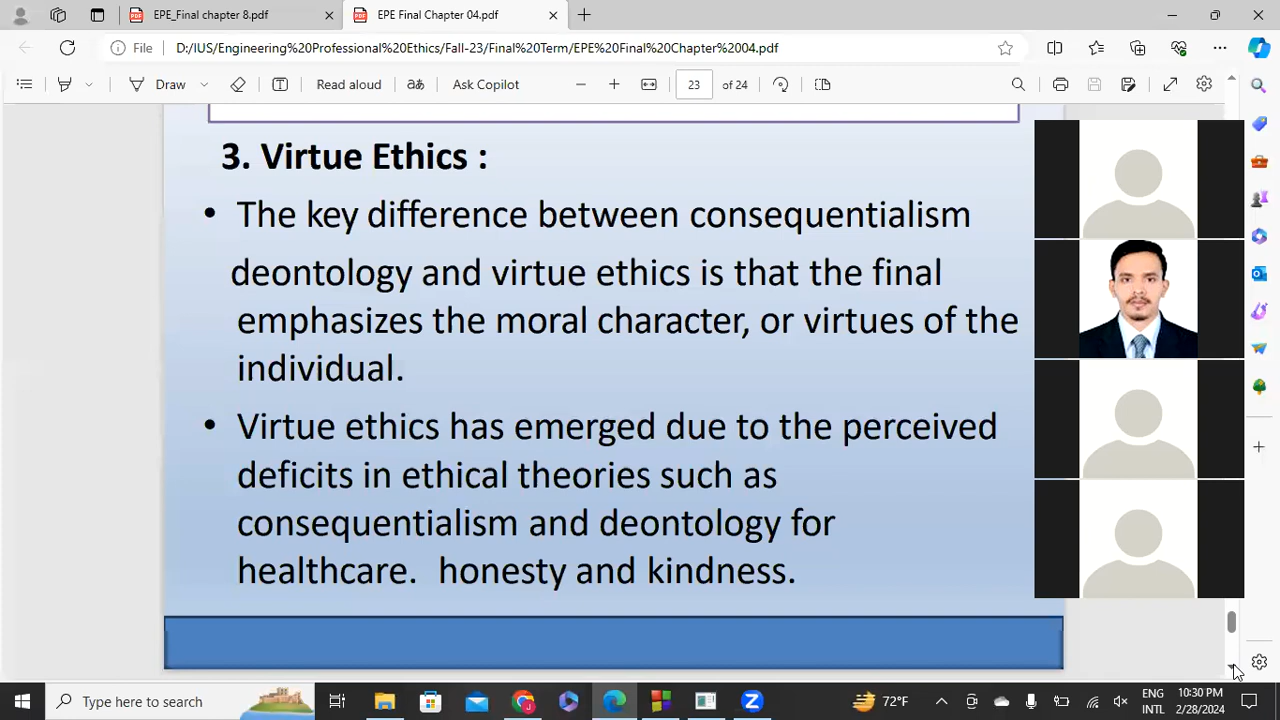 EPE_Final chapter 8.pdf
EPE Final Chapter 04.pdf
File
D:/IUS/Engineering%20Professional%20Ethics/Fall-23/Final%20Term/EPE%20Final%20Chapter%2004.pdf
Draw
Read aloud
aあ
Ask Copilot
23
of 24
3. Virtue Ethics :
• The key difference between consequentialism
deontology and virtue ethics is that the final
emphasizes the moral character, or virtues of the
individual.
• Virtue ethics has emerged due to the perceived
deficits in ethical theories such as
consequentialism and deontology for
healthcare.  honesty and kindness.
Type here to search
72°F
ENG
INTL
10:30 PM
2/28/2024